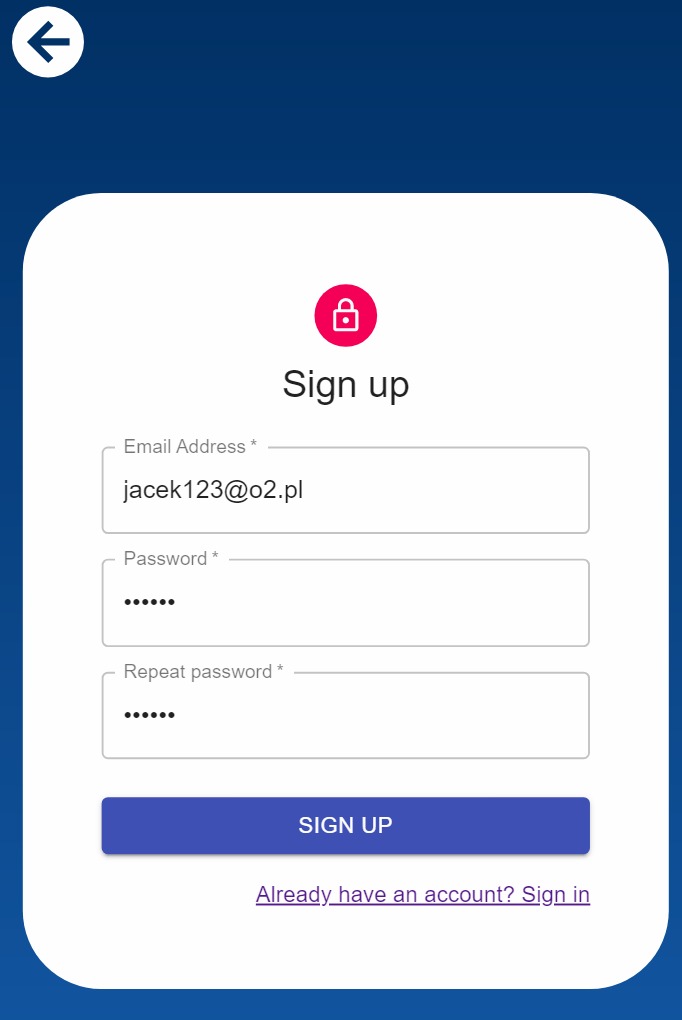 Sign up
Email Address *
jacek123@o2.pl
Password *
••••••
Repeat password *
••••••
SIGN UP
Already have an account? Sign in